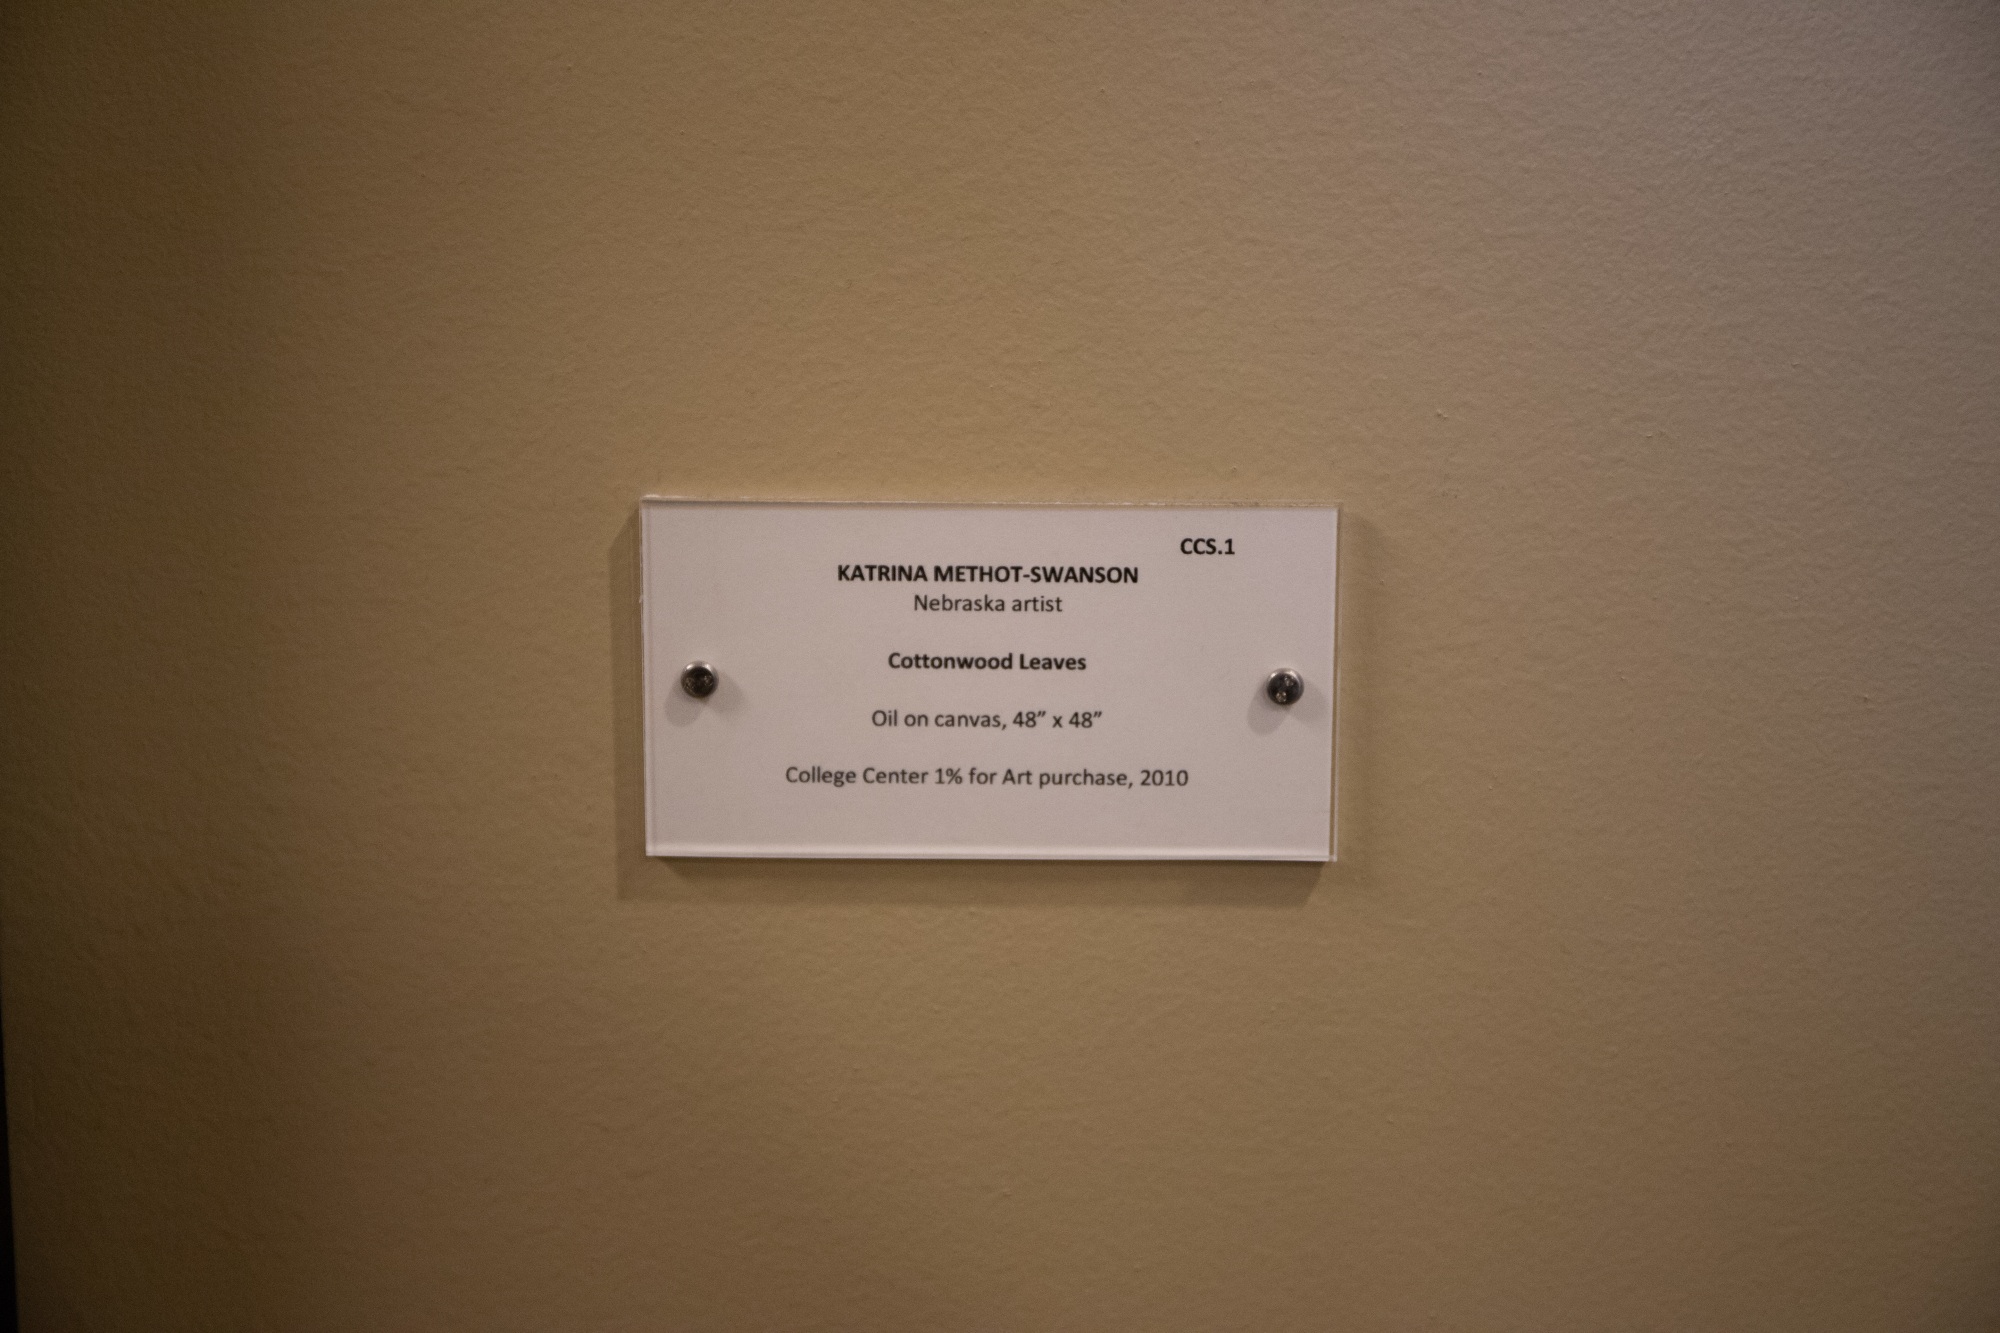 CCS.1
KATRINA METHOT-SWANSON
Nebraska artist
Cottonwood Leaves
Oil on canvas, 48” x 48”
College Center 1% for Art purchase, 2010